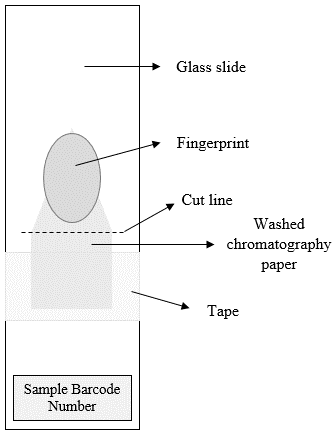 Glass slide
Fingerprint
Cut line
Washed
chromatography
paper
Tape
Sample Barcode
Number